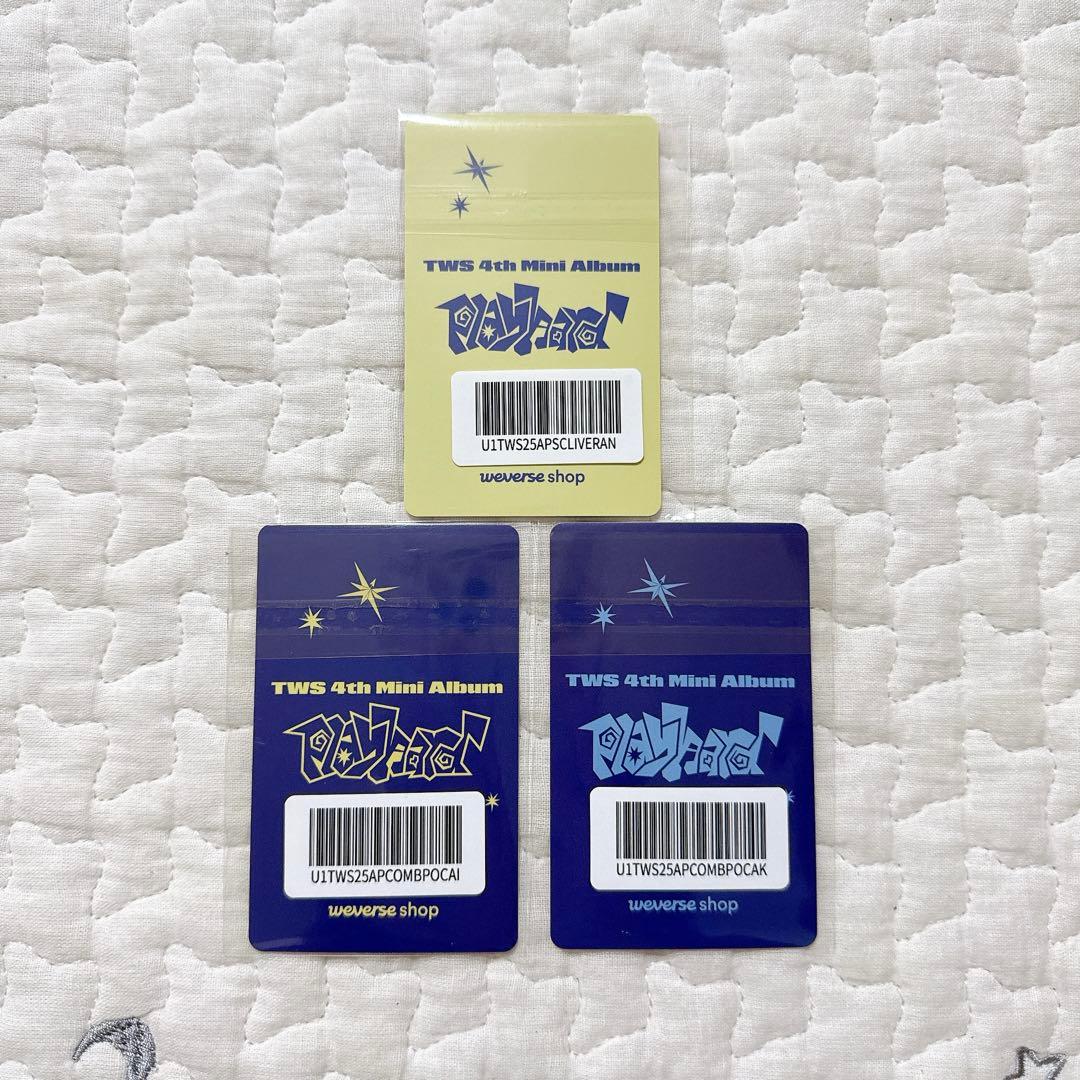 TWS 4th Mini Album
Play hard
U1TWS25APSCLIVERAN
weverse shop
TWS 4th Mini Album
Play hard
U1TWS25APCOMBPOCAI
weverse shop
TWS 4th Mini Album
Play hard
U1TWS25APCOMBPOCAK
weverse shop